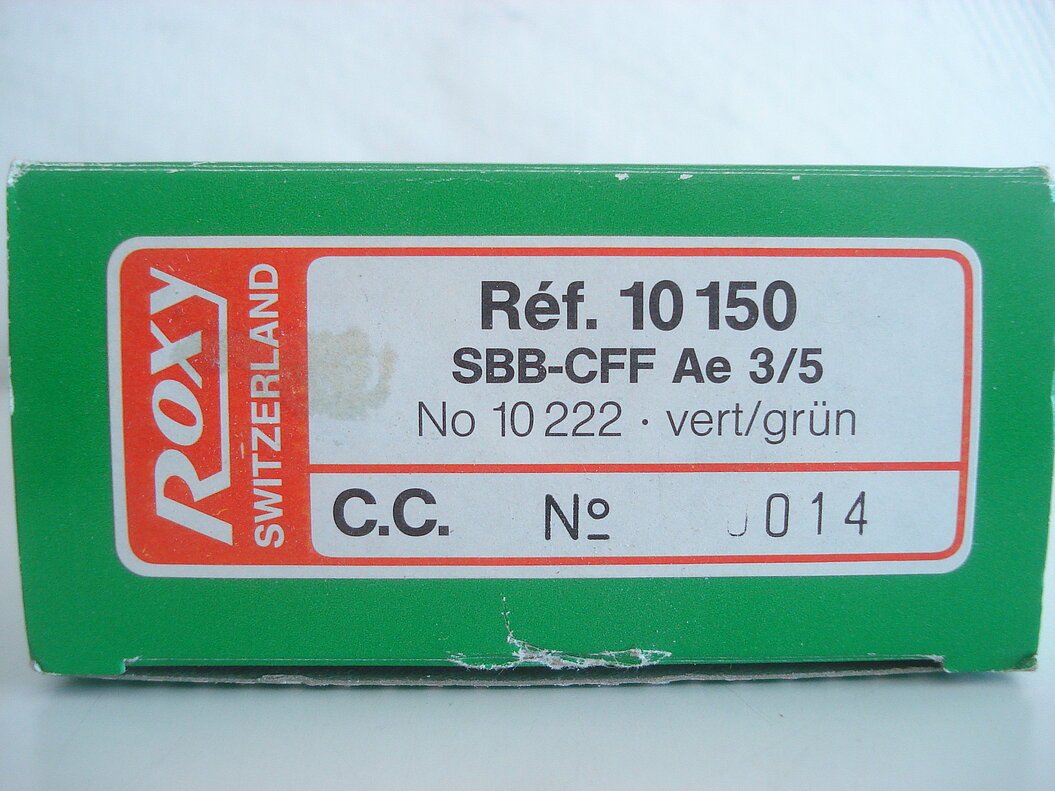 ROXY
SWITZERLAND
Réf. 10 150
SBB-CFF Ae 3/5
No 10 222 · vert/grün
C.C. Nº 014